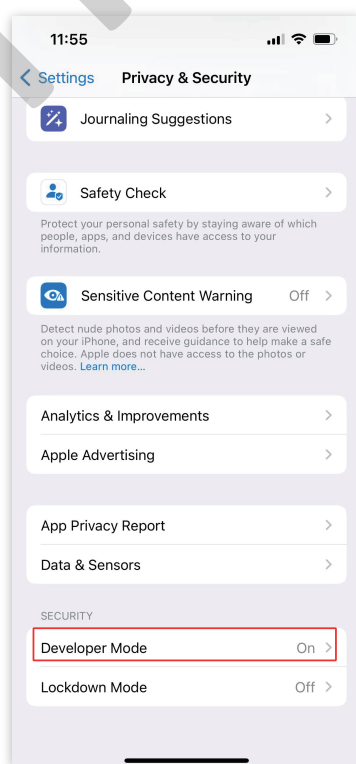 11:55
Settings Privacy & Security
Journaling Suggestions
Safety Check
Protect your personal safety by staying aware of which
people, apps, and devices have access to your
information.
Sensitive Content Warning Off
Detect nude photos and videos before they are viewed
on your iPhone, and receive guidance to help make a safe
choice. Apple does not have access to the photos or
videos. Learn more...
Analytics & Improvements
Apple Advertising
App Privacy Report
Data & Sensors
SECURITY
Developer Mode On
Lockdown Mode Off